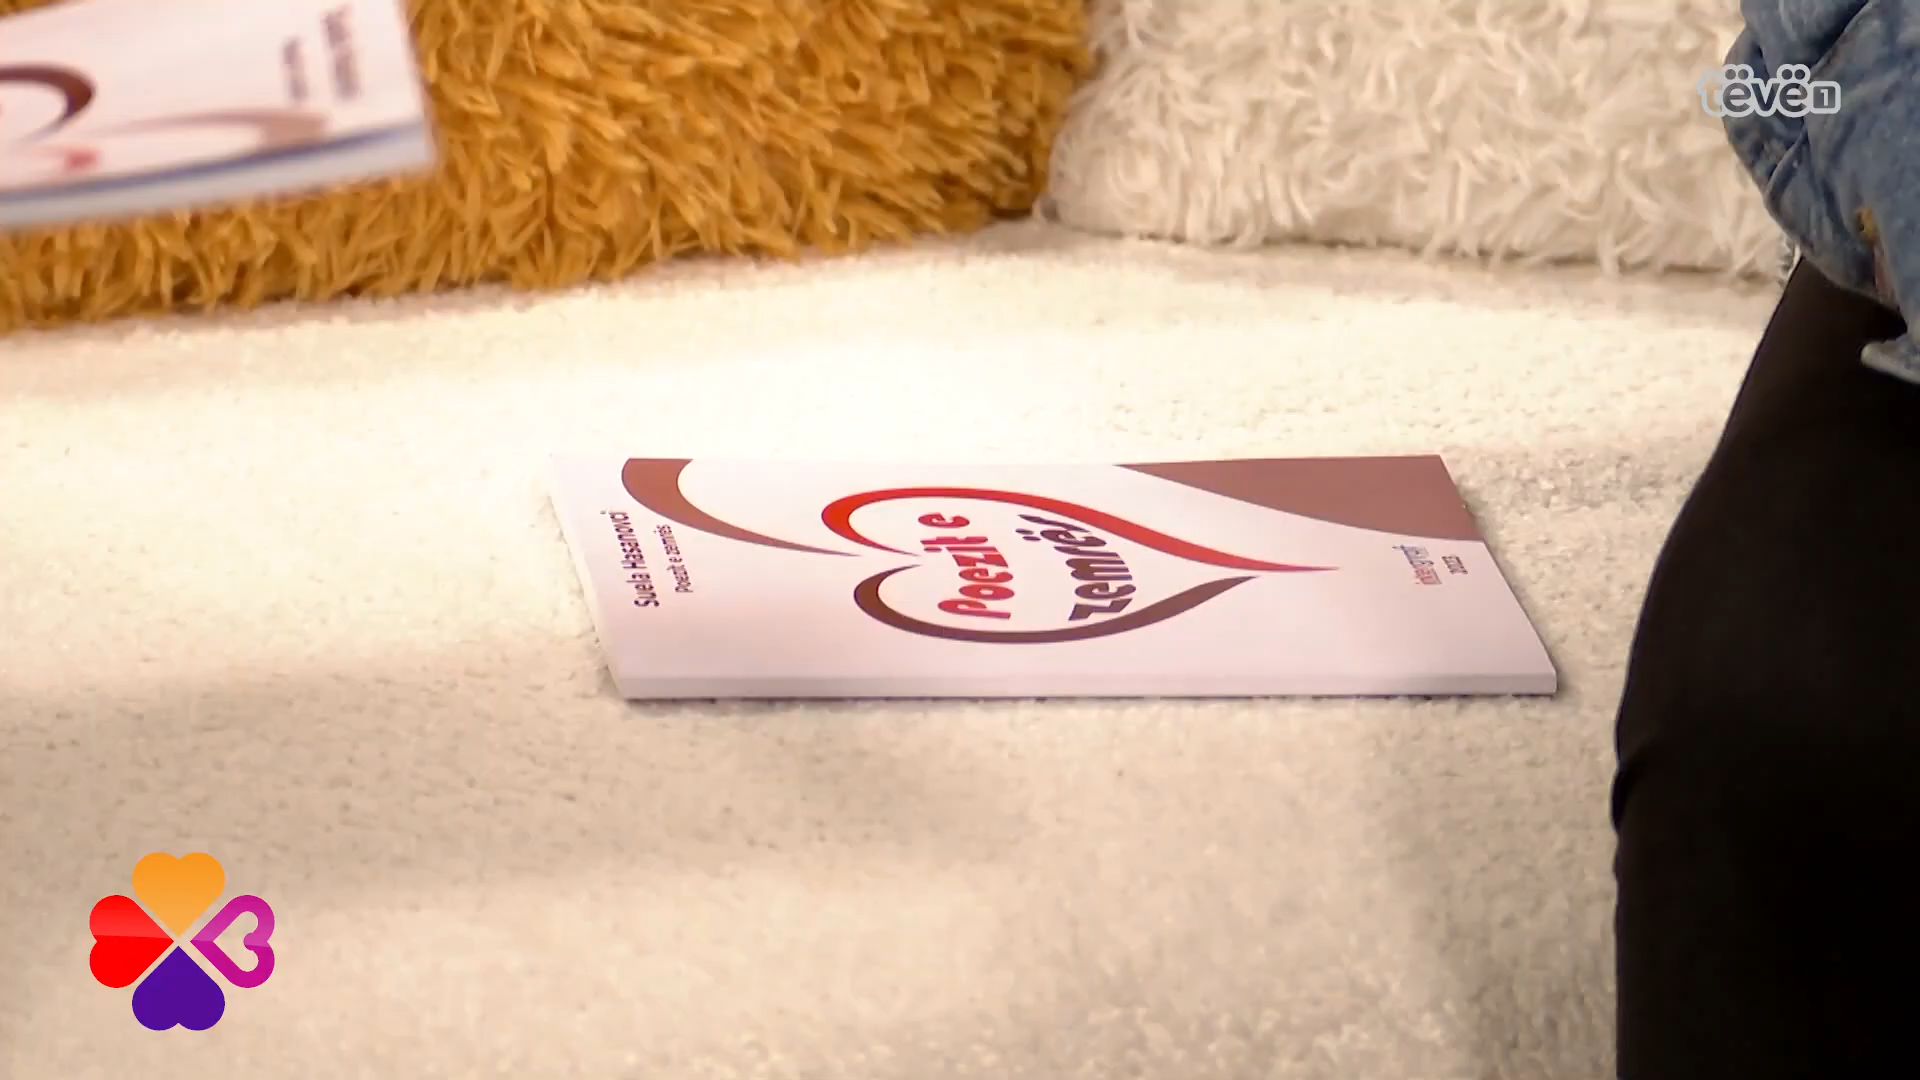 tëvë1
Suela Hasanovci
Poezit e zemrës
Poezit e
zemrës
2023